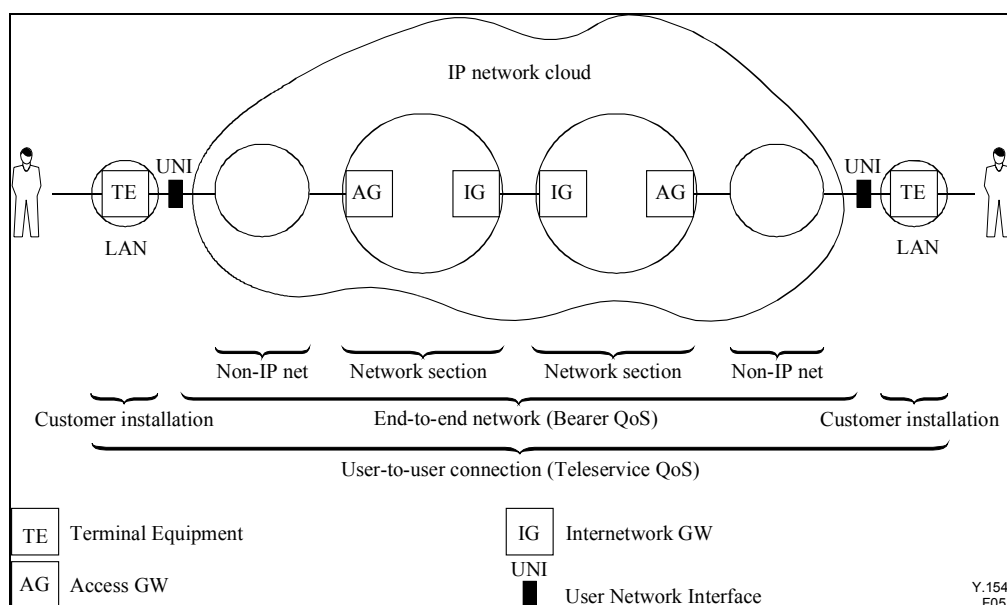 IP network cloud
UNI
UNI
TE
AG
IG
IG
AG
TE
LAN
LAN
Non-IP net
Network section
Network section
Non-IP net
Customer installation
End-to-end network (Bearer QoS)
Customer installation
User-to-user connection (Teleservice QoS)
TE
Terminal Equipment
IG
Internetwork GW
AG
Access GW
UNI
User Network Interface
Y.154
F05